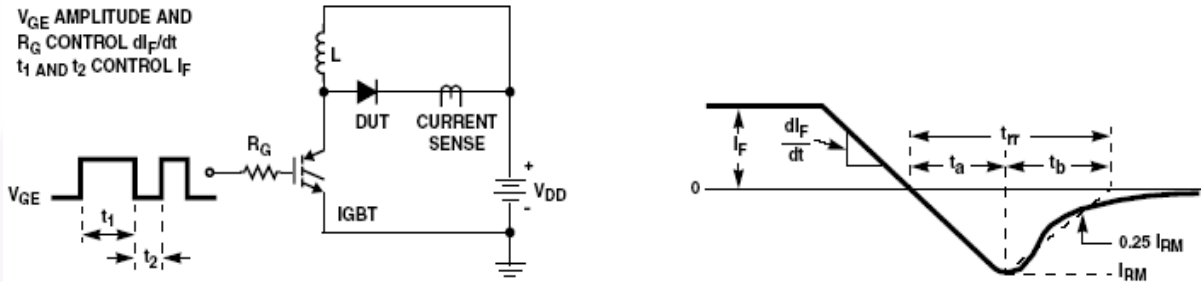 V_GE AMPLITUDE AND
R_G CONTROL dI_F/dt
t_1 AND t_2 CONTROL I_F
L
DUT
CURRENT
SENSE
R_G
V_GE
t_1
t_2
IGBT
+
V_DD
-
I_F
dI_F
dt
t_rr
t_a
t_b
0
0.25 I_RM
I_RM